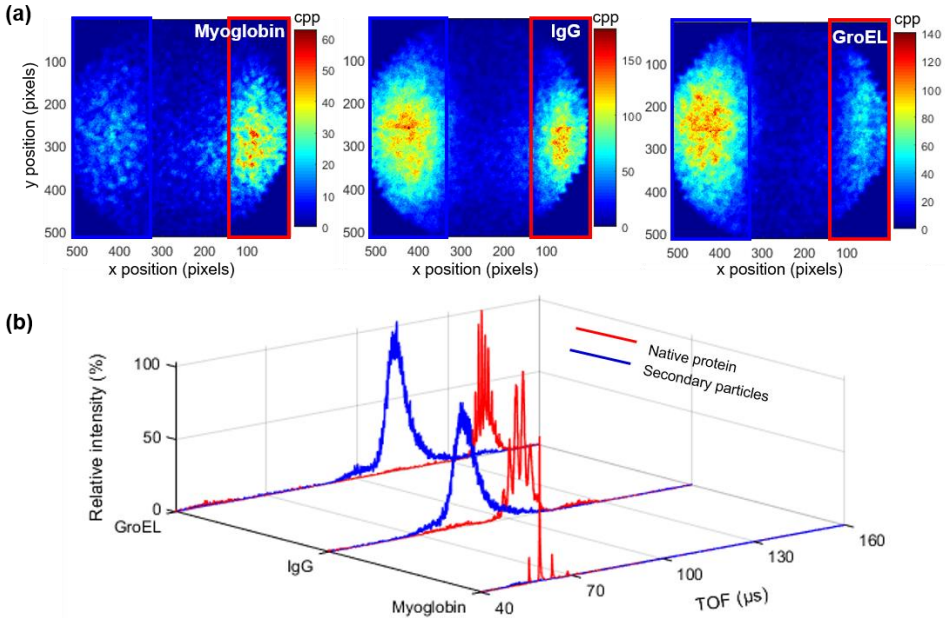 (a)
Myoglobin
cpp
60
50
40
30
20
10
0
100
200
300
400
500
y position (pixels)
500 400 300 200 100
x position (pixels)
IgG
cpp
150
100
50
0
100
200
300
400
500
500 400 300 200 100
x position (pixels)
GroEL
cpp
140
120
100
80
60
40
20
0
100
200
300
400
500
500 400 300 200 100
x position (pixels)
(b)
Native protein
Secondary particles
Relative intensity (%)
100
50
0
GroEL
IgG
Myoglobin
40
70
100
130
160
TOF (µs)